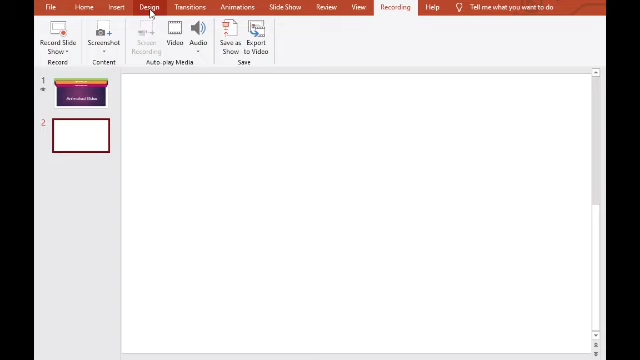 File Home Insert Design Transitions Animations Slide Show Review View Recording Help Tell me what you want to do
Record Slide Show
Screenshot
Screen Recording
Video
Audio
Save as Show
Export to Video
Record Content Auto-play Media Save
1
Animated Slides
2